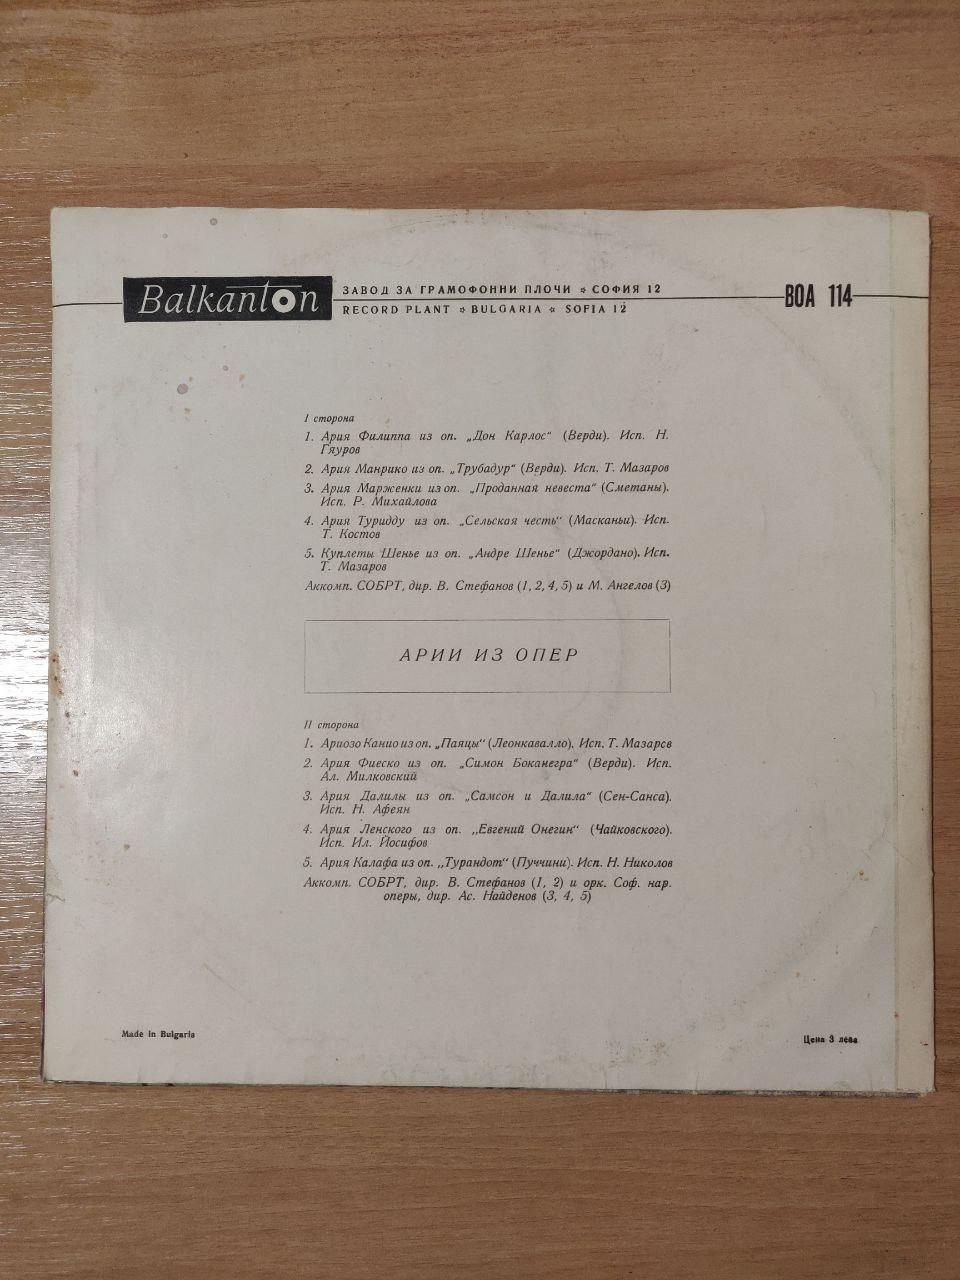 Balkanton
ЗАВОД ЗА ГРАМОФОННИ ПЛОЧИ ✲ СОФИЯ 12
RECORD PLANT ✲ BULGARIA ✲ SOFIA 12
ВОА 114
I сторона
1. Ария Филиппа из оп. „Дон Карлос“ (Верди). Исп. Н.
Гяуров
2. Ария Манрико из оп. „Трубадур“ (Верди). Исп. Т. Мазаров
3. Ария Марженки из оп. „Проданная невеста“ (Сметаны).
Исп. Р. Михайлова
4. Ария Туридду из оп. „Сельская честь“ (Масканьи). Исп.
Т. Костов
5. Куплеты Шенье из оп. „Андре Шенье“ (Джордано). Исп.
Т. Мазаров
Аккомп. СОБРТ, дир. В. Стефанов (1, 2, 4, 5) и М. Ангелов (3)
АРИИ ИЗ ОПЕР
II сторона
1. Ариозо Канио из оп. „Паяцы“ (Леонкавалло). Исп. Т. Мазарсв
2. Ария Фиеско из оп. „Симон Боканегра“ (Верди). Исп.
Ал. Милковский
3. Ария Далилы из оп. „Самсон и Далила“ (Сен-Санса).
Исп. Н. Афеян
4. Ария Ленского из оп. „Евгений Онегин“ (Чайковского).
Исп. Ил. Йосифов
5. Ария Калафа из оп. „Турандот“ (Пуччини). Исп. Н. Николов
Аккомп. СОБРТ, дир. В. Стефанов (1, 2) и орк. Соф. нар.
оперы, дир. Ас. Найденов (3, 4, 5)
Made in Bulgaria
Цена 3 лева